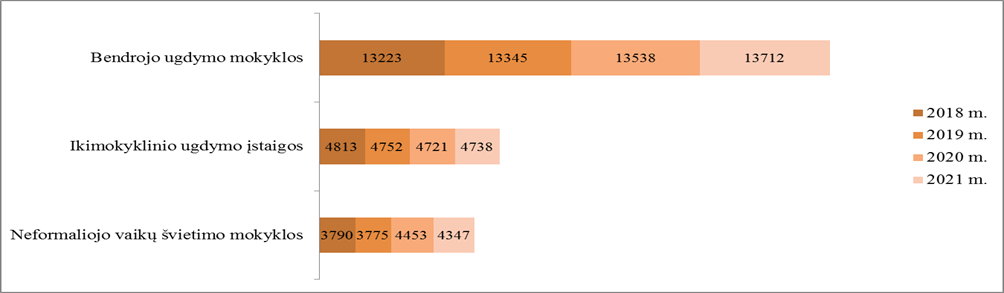 Bendrojo ugdymo mokyklos
13223 13345 13538 13712
Ikimokyklinio ugdymo įstaigos
4813 4752 4721 4738
Neformaliojo vaikų švietimo mokyklos
3790 3775 4453 4347
2018 m.
2019 m.
2020 m.
2021 m.